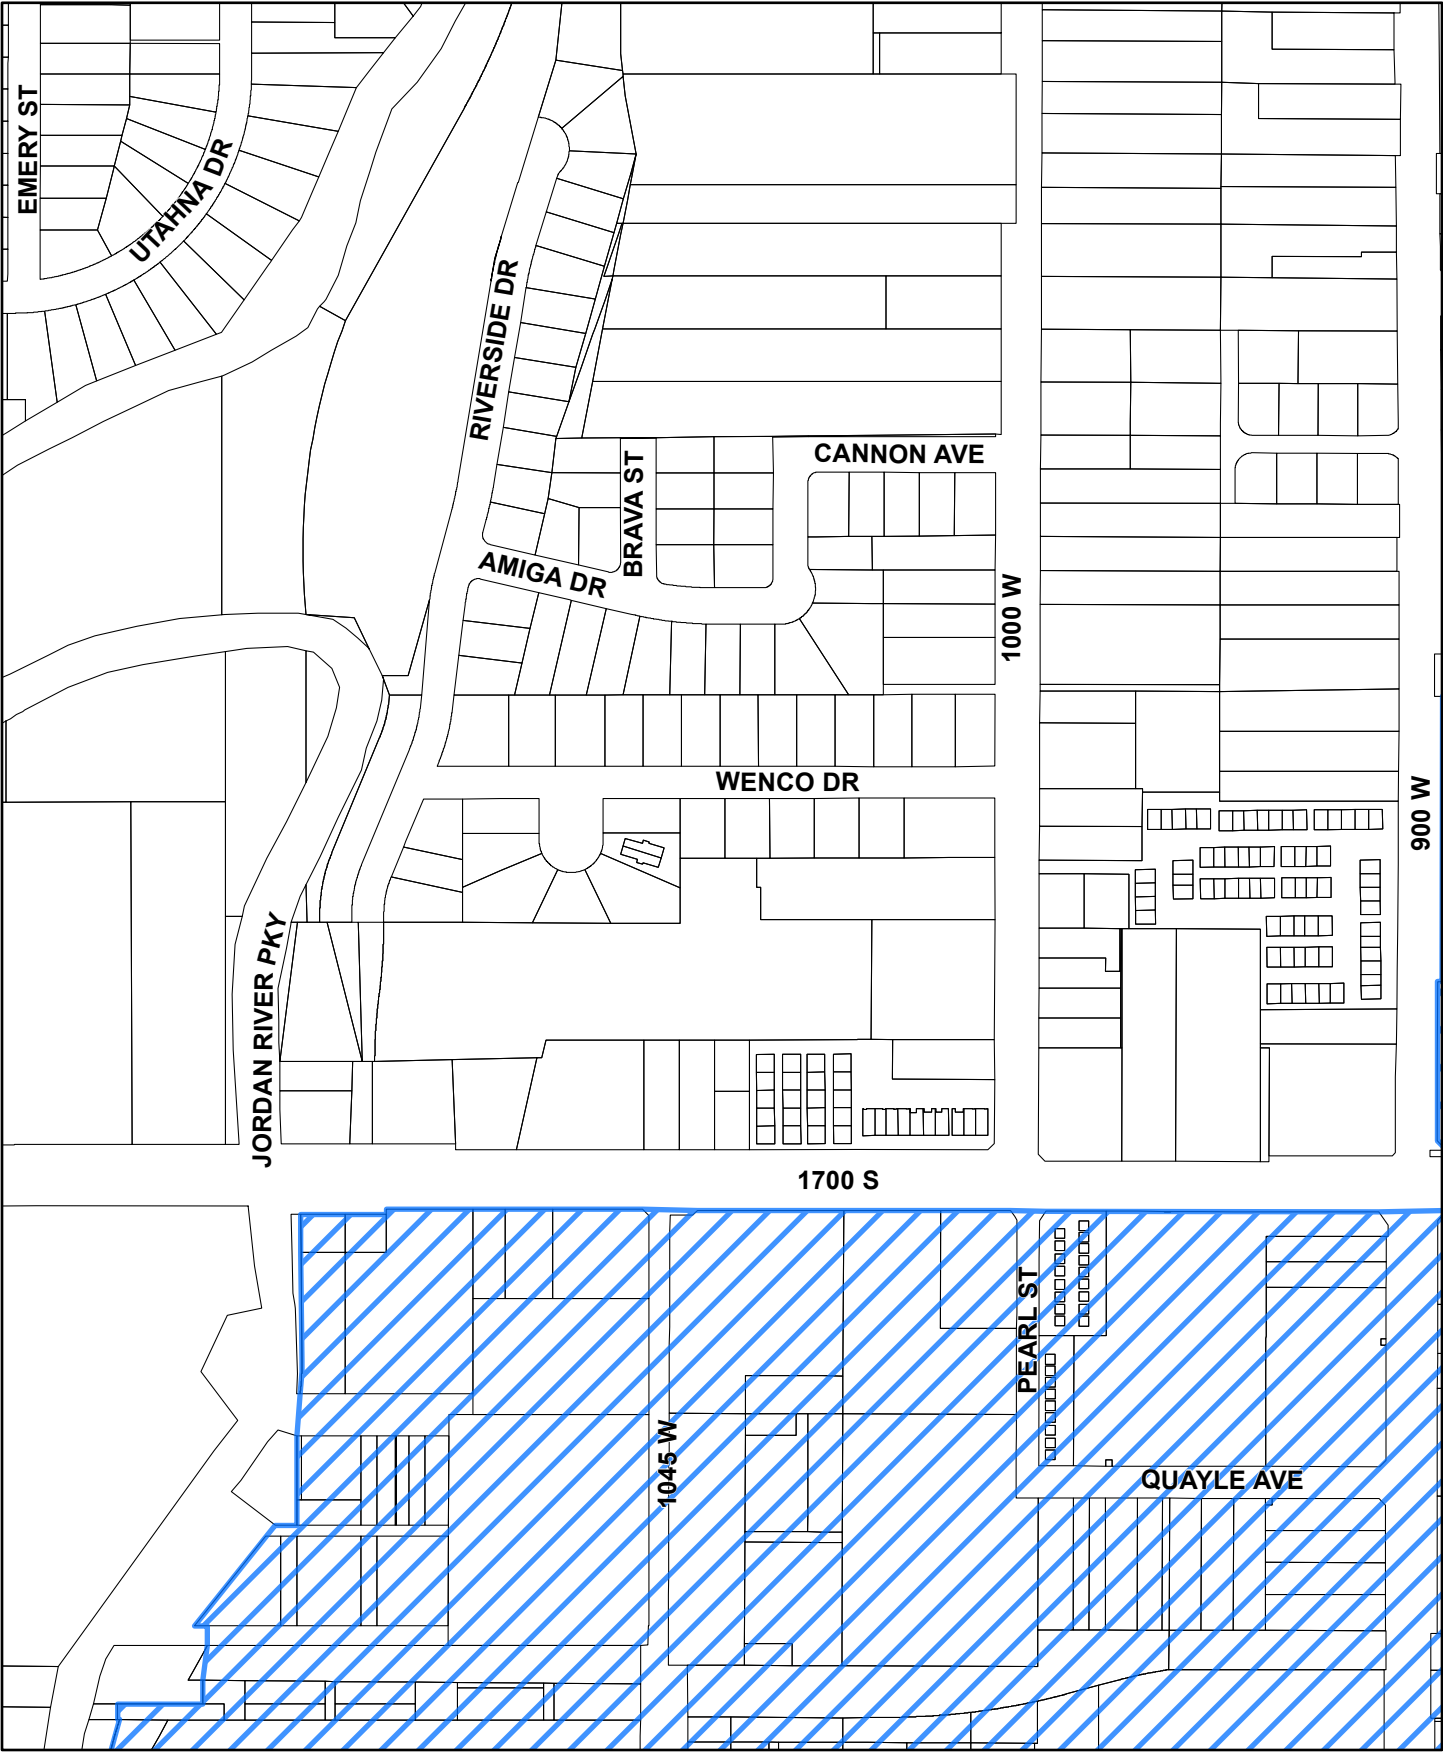 EMERY ST
UTAHNA DR
RIVERSIDE DR
CANNON AVE
BRAVA ST
AMIGA DR
1000 W
WENCO DR
900 W
JORDAN RIVER PKY
1700 S
PEARL ST
1045 W
QUAYLE AVE